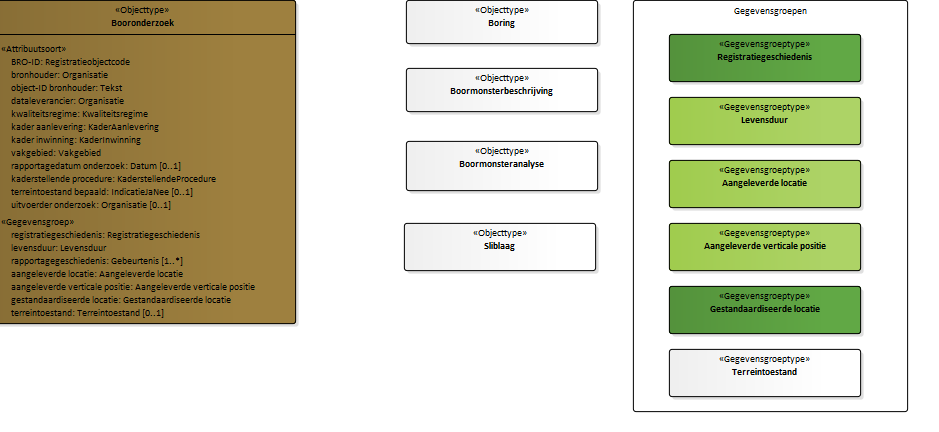 «Objecttype»
Booronderzoek
«Attribuutsoort»
BRO-ID: Registratieobjectcode
bronhouder: Organisatie
object-ID bronhouder: Tekst
dataleverancier: Organisatie
kwaliteitsregime: Kwaliteitsregime
kader aanlevering: KaderAanlevering
kader inwinning: KaderInwinning
vakgebied: Vakgebied
rapportagedatum onderzoek: Datum [0..1]
kaderstellende procedure: KaderstellendeProcedure
terreintoestand bepaald: IndicatieJaNee [0..1]
uitvoerder onderzoek: Organisatie [0..1]
«Gegevensgroep»
registratiegeschiedenis: Registratiegeschiedenis
levensduur: Levensduur
rapportagegeschiedenis: Gebeurtenis [1..*]
aangeleverde locatie: Aangeleverde locatie
aangeleverde verticale positie: Aangeleverde verticale positie
gestandaardiseerde locatie: Gestandaardiseerde locatie
terreintoestand: Terreintoestand [0..1]
«Objecttype»
Boring
«Objecttype»
Boormonsterbeschrijving
«Objecttype»
Boormonsteranalyse
«Objecttype»
Sliblaag
Gegevensgroepen
«Gegevensgroeptype»
Registratiegeschiedenis
«Gegevensgroeptype»
Levensduur
«Gegevensgroeptype»
Aangeleverde locatie
«Gegevensgroeptype»
Aangeleverde verticale positie
«Gegevensgroeptype»
Gestandaardiseerde locatie
«Gegevensgroeptype»
Terreintoestand